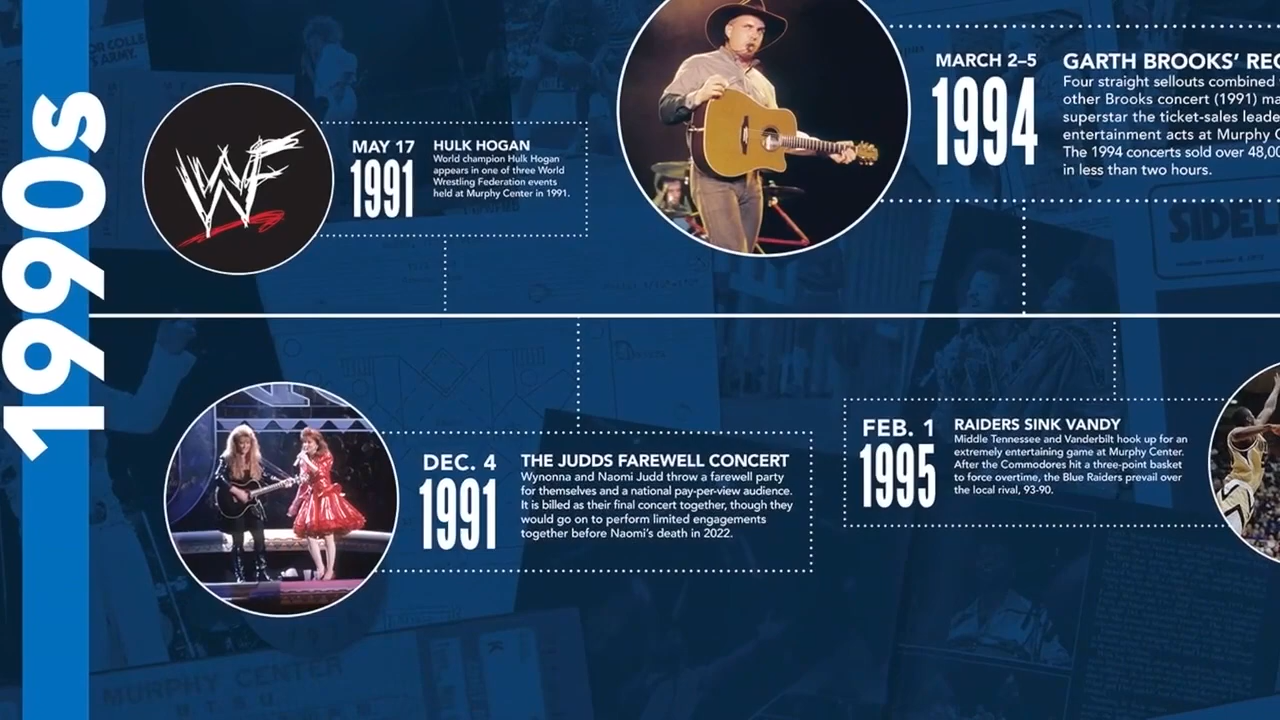 1990s
WF
MAY 17
1991
HULK HOGAN
World champion Hulk Hogan
appears in one of three World
Wrestling Federation events
held at Murphy Center in 1991.
MARCH 2–5
1994
GARTH BROOKS’
Four straight sellouts combined
other Brooks concert (1991)
superstar the ticket-sales
entertainment acts at Murphy
The 1994 concerts sold over
in less than two hours.
DEC. 4
1991
THE JUDDS FAREWELL CONCERT
Wynonna and Naomi Judd throw a farewell party
for themselves and a national pay-per-view audience.
It is billed as their final concert together, though they
would go on to perform limited engagements
together before Naomi’s death in 2022.
FEB. 1
1995
RAIDERS SINK VANDY
Middle Tennessee and Vanderbilt hook up for an
extremely entertaining game at Murphy Center.
After the Commodores hit a three-point basket
to force overtime, the Blue Raiders prevail over
the local rival, 93-90.
MURPHY CENTER